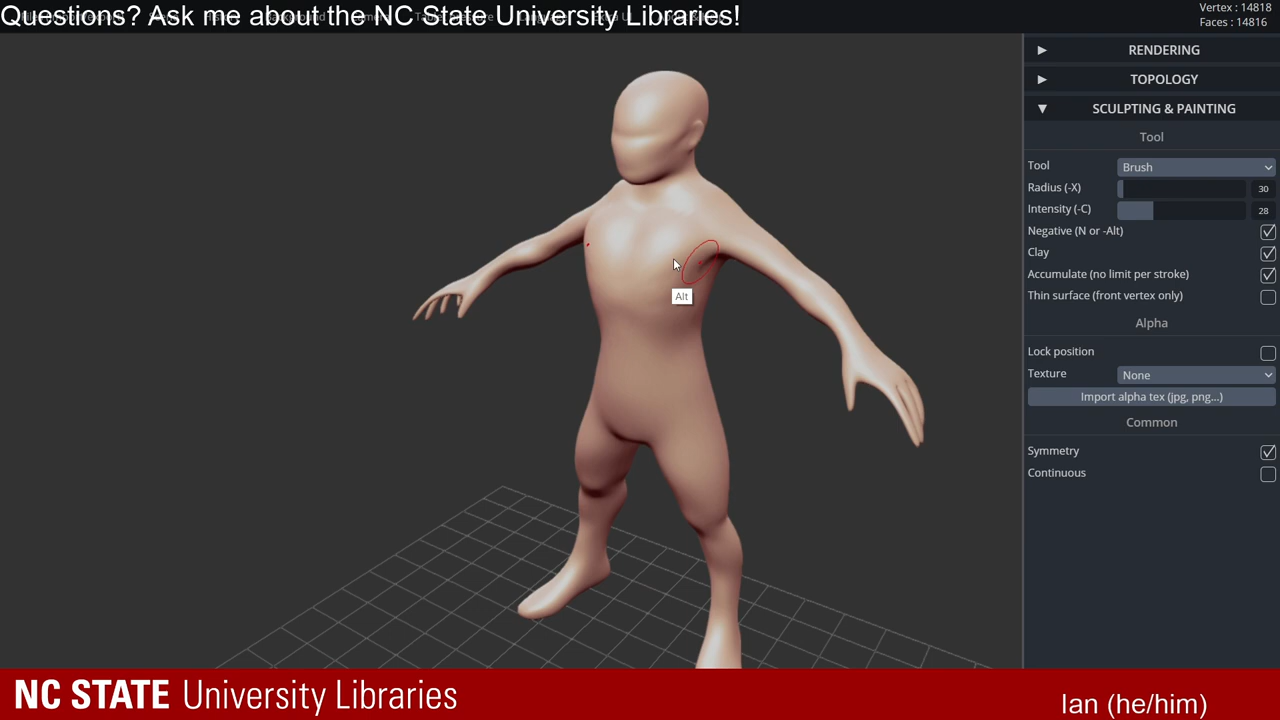 Questions? Ask me about the NC State University Libraries!
Vertex : 14818
Faces : 14816
RENDERING
TOPOLOGY
SCULPTING & PAINTING
Tool
Tool
Brush
Radius (-X)
30
Intensity (-C)
28
Negative (N or -Alt)
Clay
Accumulate (no limit per stroke)
Thin surface (front vertex only)
Alpha
Lock position
Texture
None
Import alpha tex (jpg, png...)
Common
Symmetry
Continuous
Alt
NC STATE University Libraries
Ian (he/him)